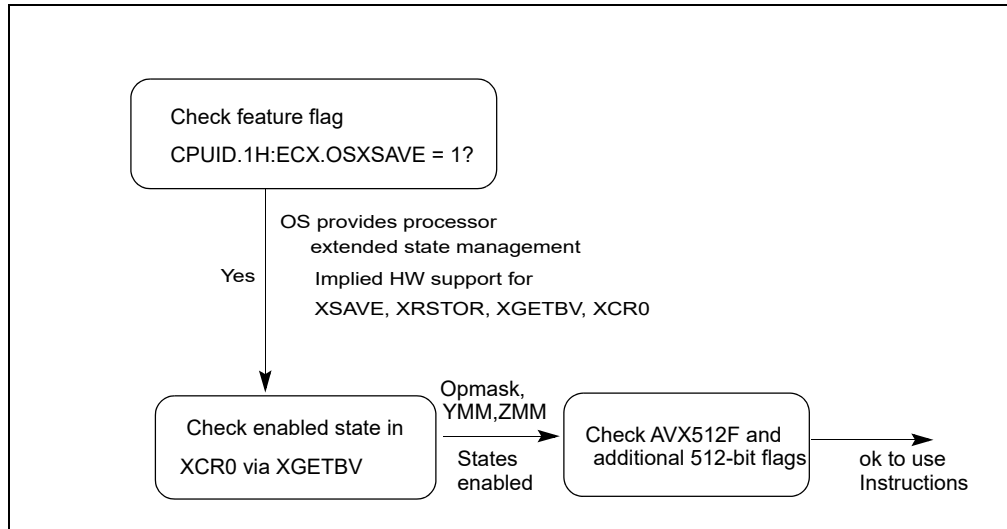 Check feature flag
CPUID.1H:ECX.OSXSAVE = 1?
OS provides processor
extended state management
Yes
Implied HW support for
XSAVE, XRSTOR, XGETBV, XCR0
Check enabled state in
XCR0 via XGETBV
Opmask,
YMM,ZMM
States
enabled
Check AVX512F and
additional 512-bit flags
ok to use
Instructions